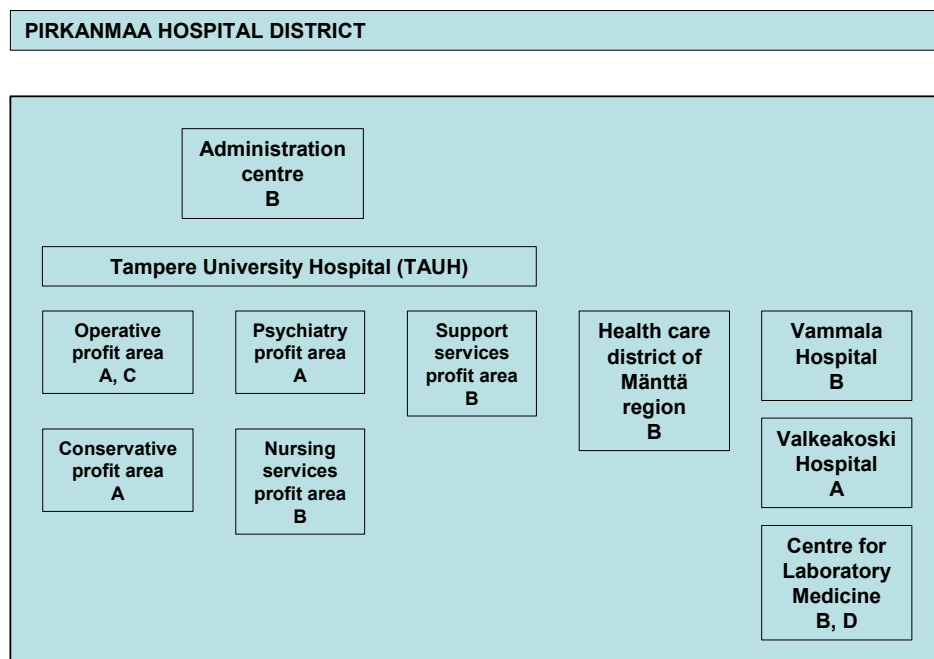 PIRKANMAA HOSPITAL DISTRICT
Administration
centre
B
Tampere University Hospital (TAUH)
Operative
profit area
A, C
Psychiatry
profit area
A
Support
services
profit area
B
Health care
district of
Mänttä
region
B
Vammala
Hospital
B
Conservative
profit area
A
Nursing
services
profit area
B
Valkeakoski
Hospital
A
Centre for
Laboratory
Medicine
B, D